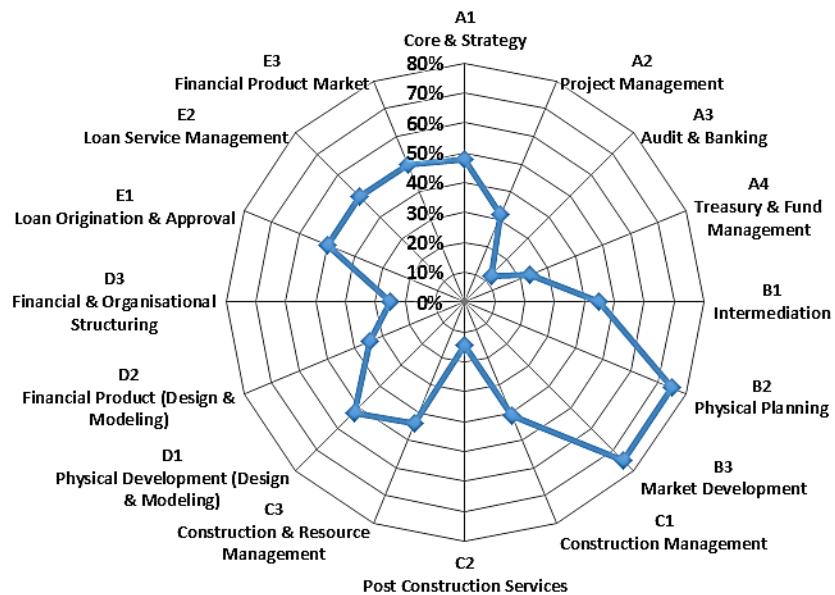 A1
Core & Strategy
A2
Project Management
A3
Audit & Banking
A4
Treasury & Fund
Management
B1
Intermediation
B2
Physical Planning
B3
Market Development
C1
Construction Management
C2
Post Construction Services
C3
Construction & Resource
Management
D1
Physical Development (Design
& Modeling)
D2
Financial Product (Design &
Modeling)
D3
Financial & Organisational
Structuring
E1
Loan Origination & Approval
E2
Loan Service Management
E3
Financial Product Market
80%
70%
60%
50%
40%
30%
20%
10%
0%